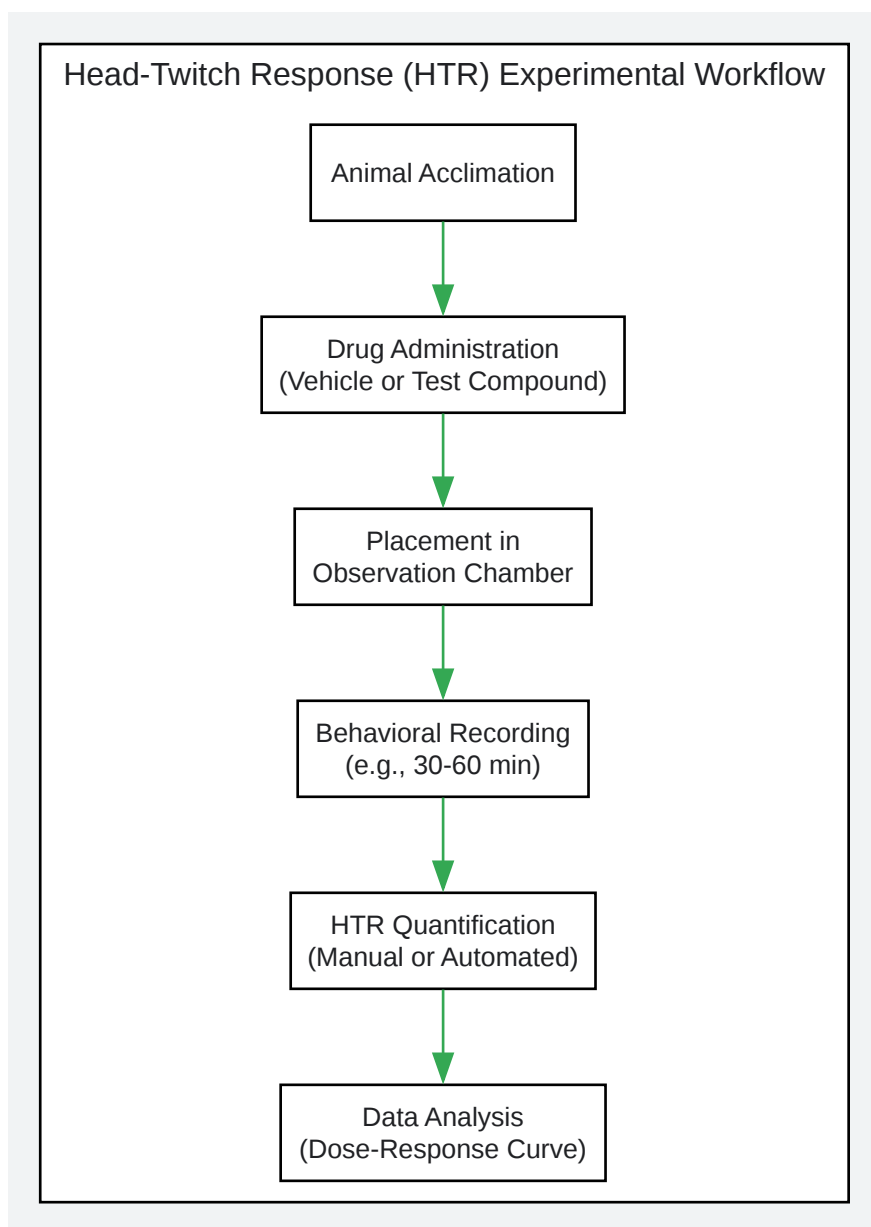 Head-Twitch Response (HTR) Experimental Workflow
Animal Acclimation
Drug Administration
(Vehicle or Test Compound)
Placement in
Observation Chamber
Behavioral Recording
(e.g., 30-60 min)
HTR Quantification
(Manual or Automated)
Data Analysis
(Dose-Response Curve)